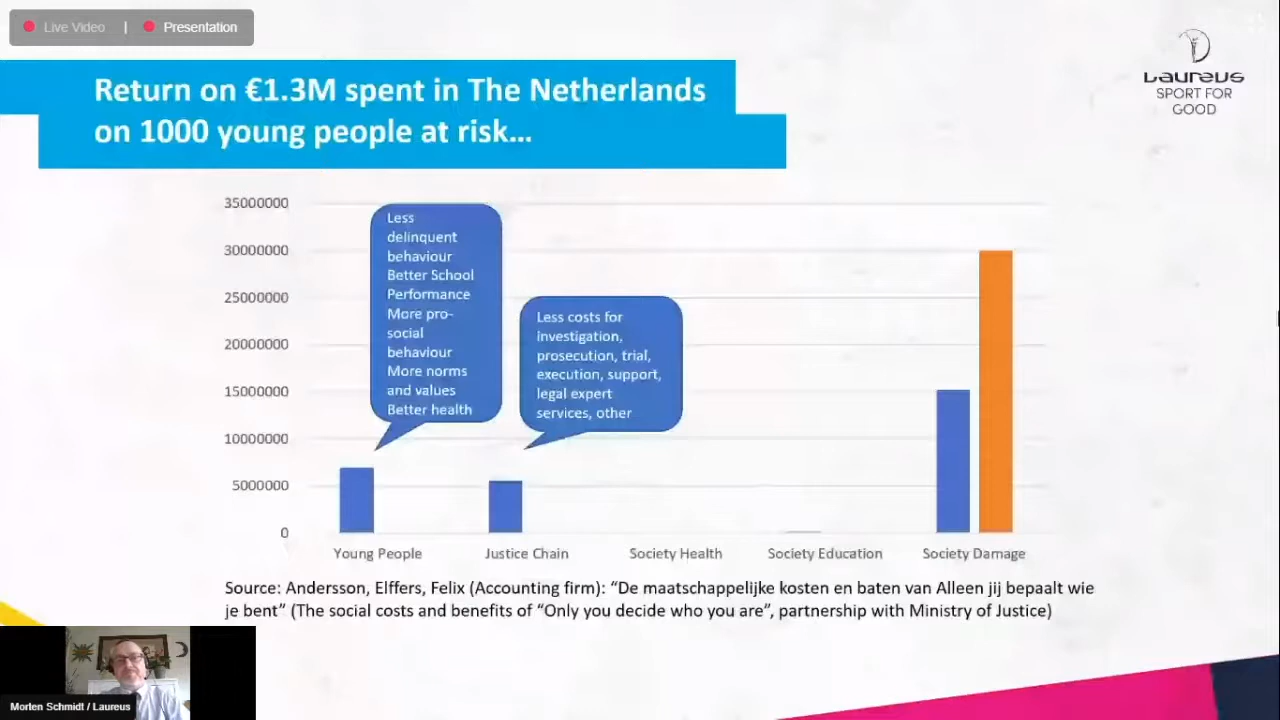 Live Video | Presentation
Laureus
SPORT FOR
GOOD
Return on €1.3M spent in The Netherlands
on 1000 young people at risk...
35000000
30000000
25000000
20000000
15000000
10000000
5000000
0
Less
delinquent
behaviour
Better School
Performance
More pro-
social
behaviour
More norms
and values
Better health
Less costs for
investigation,
prosecution, trial,
execution, support,
legal expert
services, other
Young People
Justice Chain
Society Health
Society Education
Society Damage
Source: Andersson, Elffers, Felix (Accounting firm): “De maatschappelijke kosten en baten van Alleen jij bepaalt wie
je bent” (The social costs and benefits of “Only you decide who you are”, partnership with Ministry of Justice)
Morten Schmidt / Laureus